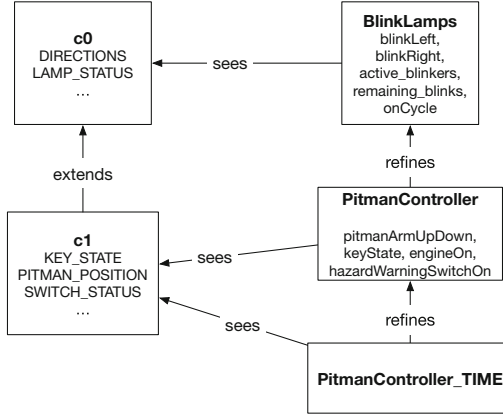 c0
DIRECTIONS
LAMP_STATUS
...
sees
BlinkLamps
blinkLeft,
blinkRight,
active_blinkers,
remaining_blinks,
onCycle
extends
refines
c1
KEY_STATE
PITMAN_POSITION
SWITCH_STATUS
...
sees
PitmanController
pitmanArmUpDown,
keyState, engineOn,
hazardWarningSwitchOn
sees
refines
PitmanController_TIME